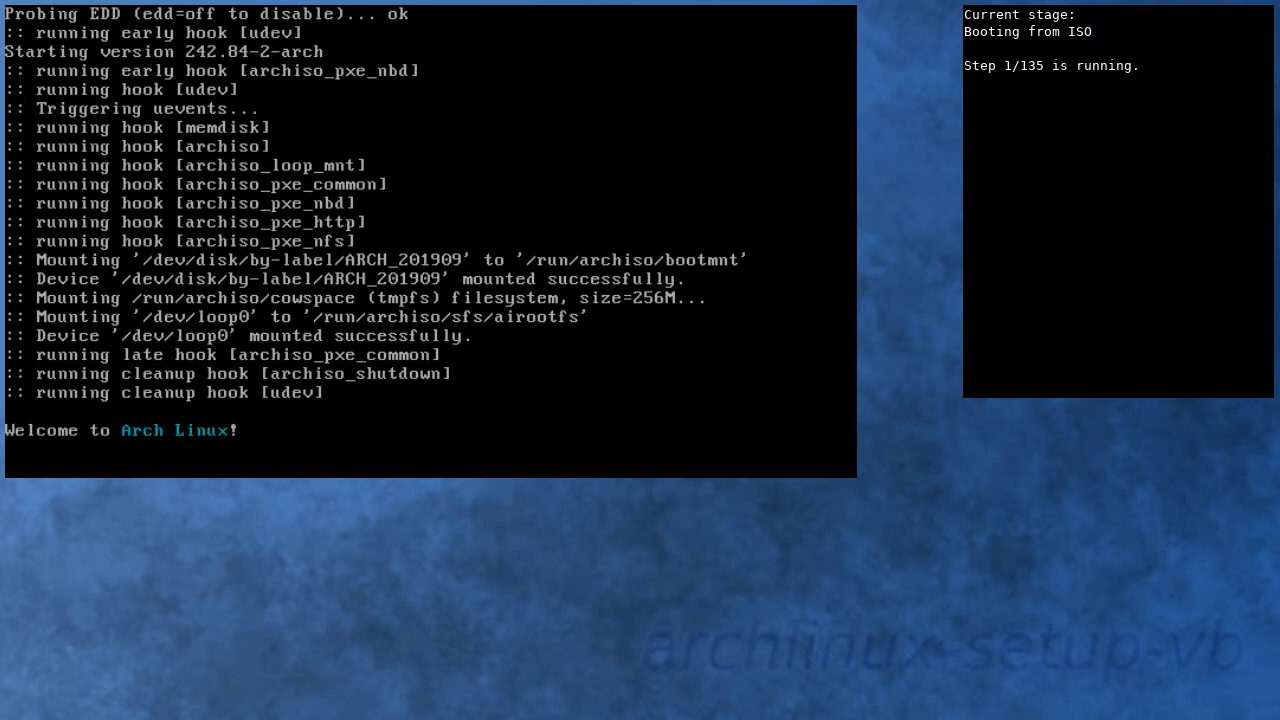 Probing EDD (edd=off to disable)... ok
:: running early hook [udev]
Starting version 242.84-2-arch
:: running early hook [archiso_pxe_nbd]
:: running hook [udev]
:: Triggering uevents...
:: running hook [memdisk]
:: running hook [archiso]
:: running hook [archiso_loop_mnt]
:: running hook [archiso_pxe_common]
:: running hook [archiso_pxe_nbd]
:: running hook [archiso_pxe_http]
:: running hook [archiso_pxe_nfs]
:: Mounting '/dev/disk/by-label/ARCH_201909' to '/run/archiso/bootmnt'
:: Device '/dev/disk/by-label/ARCH_201909' mounted successfully.
:: Mounting /run/archiso/cowspace (tmpfs) filesystem, size=256M...
:: Mounting '/dev/loop0' to '/run/archiso/sfs/airootfs'
:: Device '/dev/loop0' mounted successfully.
:: running late hook [archiso_pxe_common]
:: running cleanup hook [archiso_shutdown]
:: running cleanup hook [udev]
Welcome to Arch Linux!
Current stage:
Booting from ISO
Step 1/135 is running.
archlinux-setup-vb